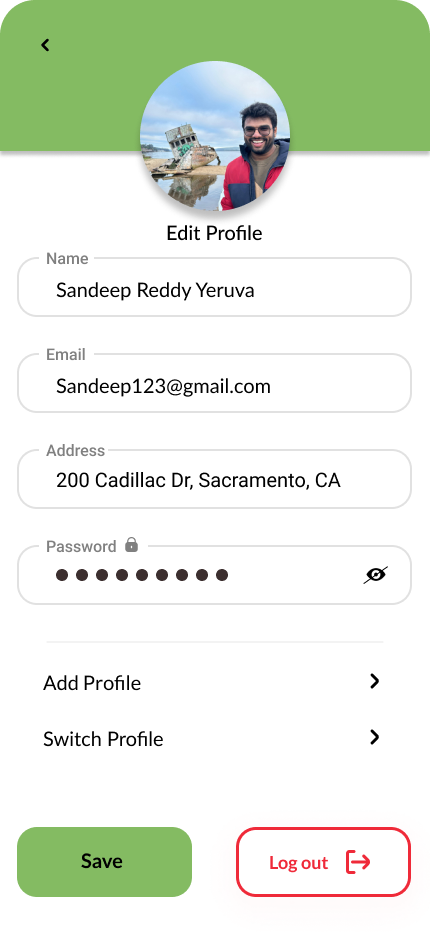 Edit Profile
Name
Sandeep Reddy Yeruva
Email
Sandeep123@gmail.com
Address
200 Cadillac Dr, Sacramento, CA
Password
Add Profile
Switch Profile
Save
Log out